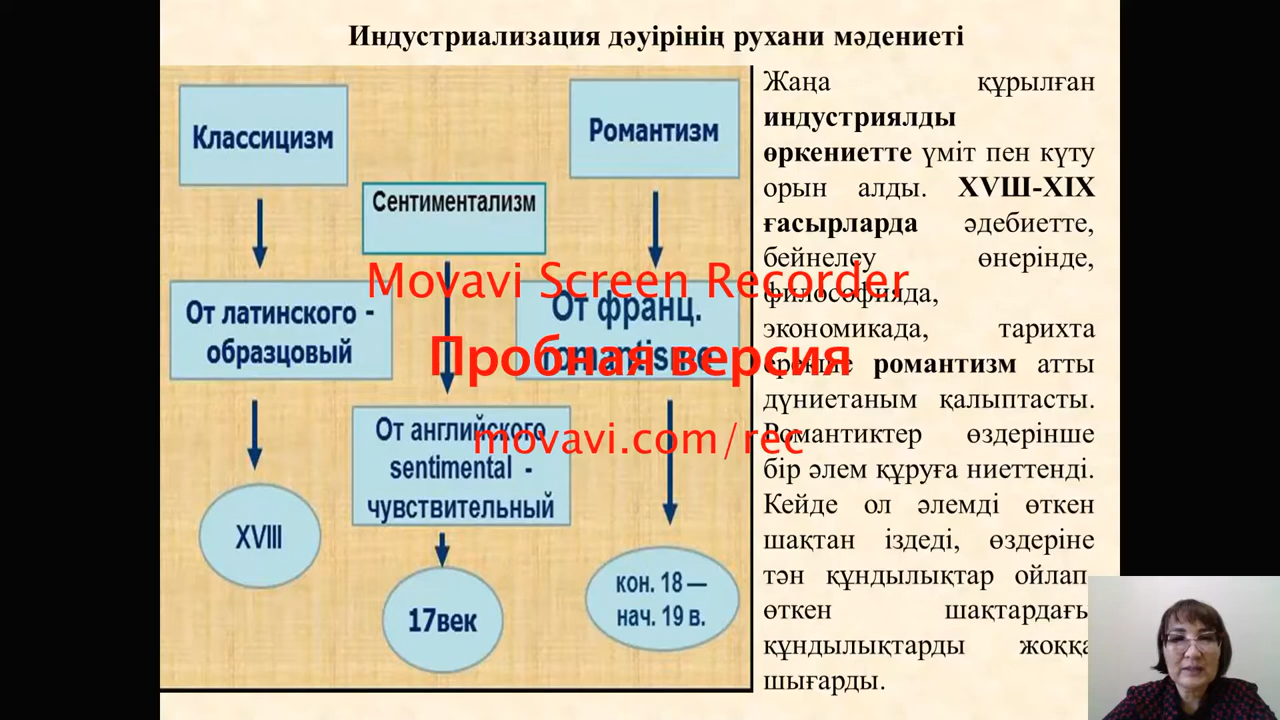 Индустриализация дәуірінің рухани мәдениеті
Классицизм
Сентиментализм
Романтизм
От латинского -
образцовый
От франц.
romantisme
От английского
sentimental -
чувствительный
XVIII
17век
кон. 18 —
нач. 19 в.
Жаңа құрылған
индустриялды
өркениетте үміт пен күту
орын алды. XVШ-XIX
ғасырларда әдебиетте,
бейнелеу өнерінде,
философияда,
экономикада, тарихта
ерекше романтизм атты
дүниетаным қалыптасты.
Романтиктер өздерінше
бір әлем құруға ниеттенді.
Кейде ол әлемді өткен
шақтан іздеді, өздеріне
тән құндылықтар ойлап,
өткен шақтардағы
құндылықтарды жоққа
шығарды.
Movavi Screen Recorder
Пробная версия
movavi.com/rec